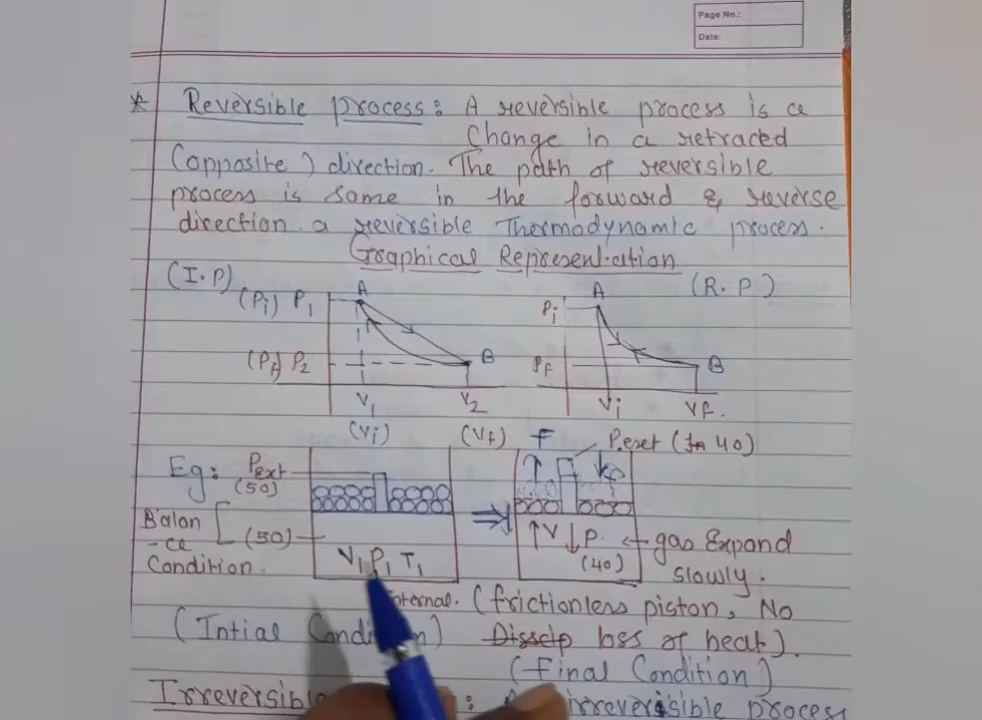 Page No.:
Date:
* Reversible process: A reversible process is a
Change in a retraced
(opposite) direction. The path of reversible
process is same in the forward & reverse
direction a reversible Thermodynamic process.
Graphical Representation
(I.P) (R.P)
(Pi) P1 A Pi A
(Pf) P2 B Pf B
V1 V2 Vi Vf.
(Vi) (Vf) F Pext (In 40)
Eg: Pext
(50)
Balan [ (50) ↑V ↓P. ← gas Expand
-ce (40) slowly.
Condition. V1 P1 T1
(frictionless piston, No
(Intial loss of heat).
(Final Condition)
: irreversible process